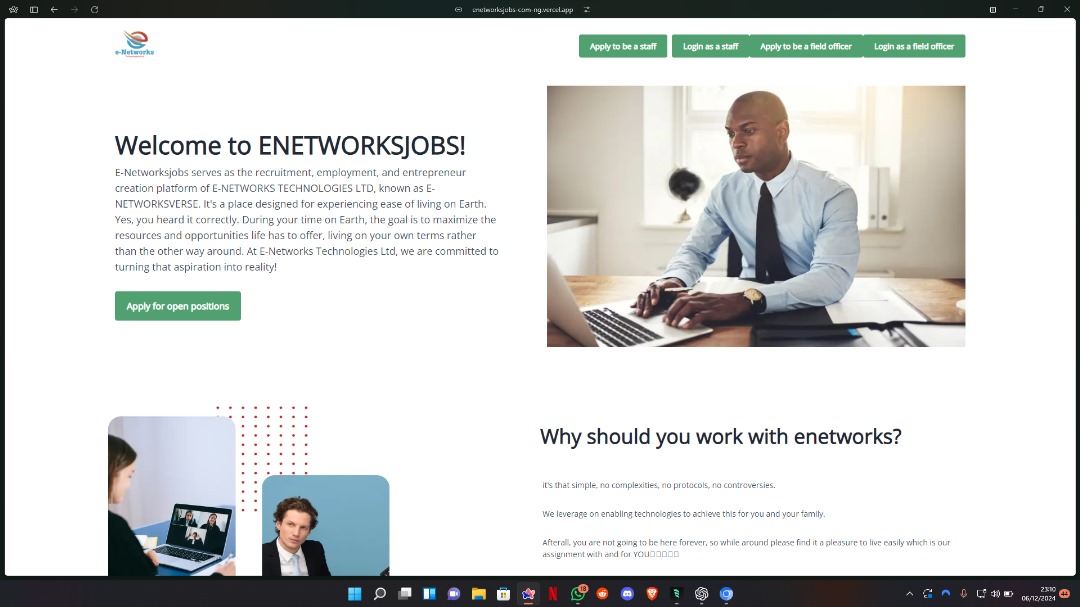 enetworksjobs-com-ng.vercel.app
e-Networks
Apply to be a staff
Login as a staff
Apply to be a field officer
Login as a field officer
Welcome to ENETWORKSJOBS!
E-Networksjobs serves as the recruitment, employment, and entrepreneur
creation platform of E-NETWORKS TECHNOLOGIES LTD, known as E-
NETWORKSVERSE. It's a place designed for experiencing ease of living on Earth.
Yes, you heard it correctly. During your time on Earth, the goal is to maximize the
resources and opportunities life has to offer, living on your own terms rather
than the other way around. At E-Networks Technologies Ltd, we are committed to
turning that aspiration into reality!
Apply for open positions
Why should you work with enetworks?
it's that simple, no complexities, no protocols, no controversies.
We leverage on enabling technologies to achieve this for you and your family.
Afterall, you are not going to be here forever, so while around please find it a pleasure to live easily which is our
assignment with and for YOU□□□□□
18
23:10
06/12/2024